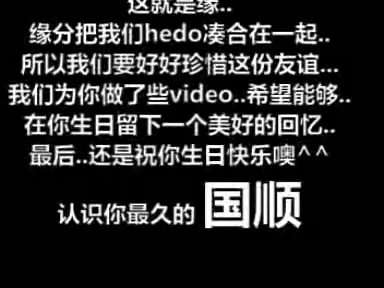 这就是缘..
缘分把我们hedo凑合在一起..
所以我们要好好珍惜这份友谊...
我们为你做了些video..希望能够..
在你生日留下一个美好的回忆..
最后..还是祝你生日快乐噢^^
认识你最久的 国顺